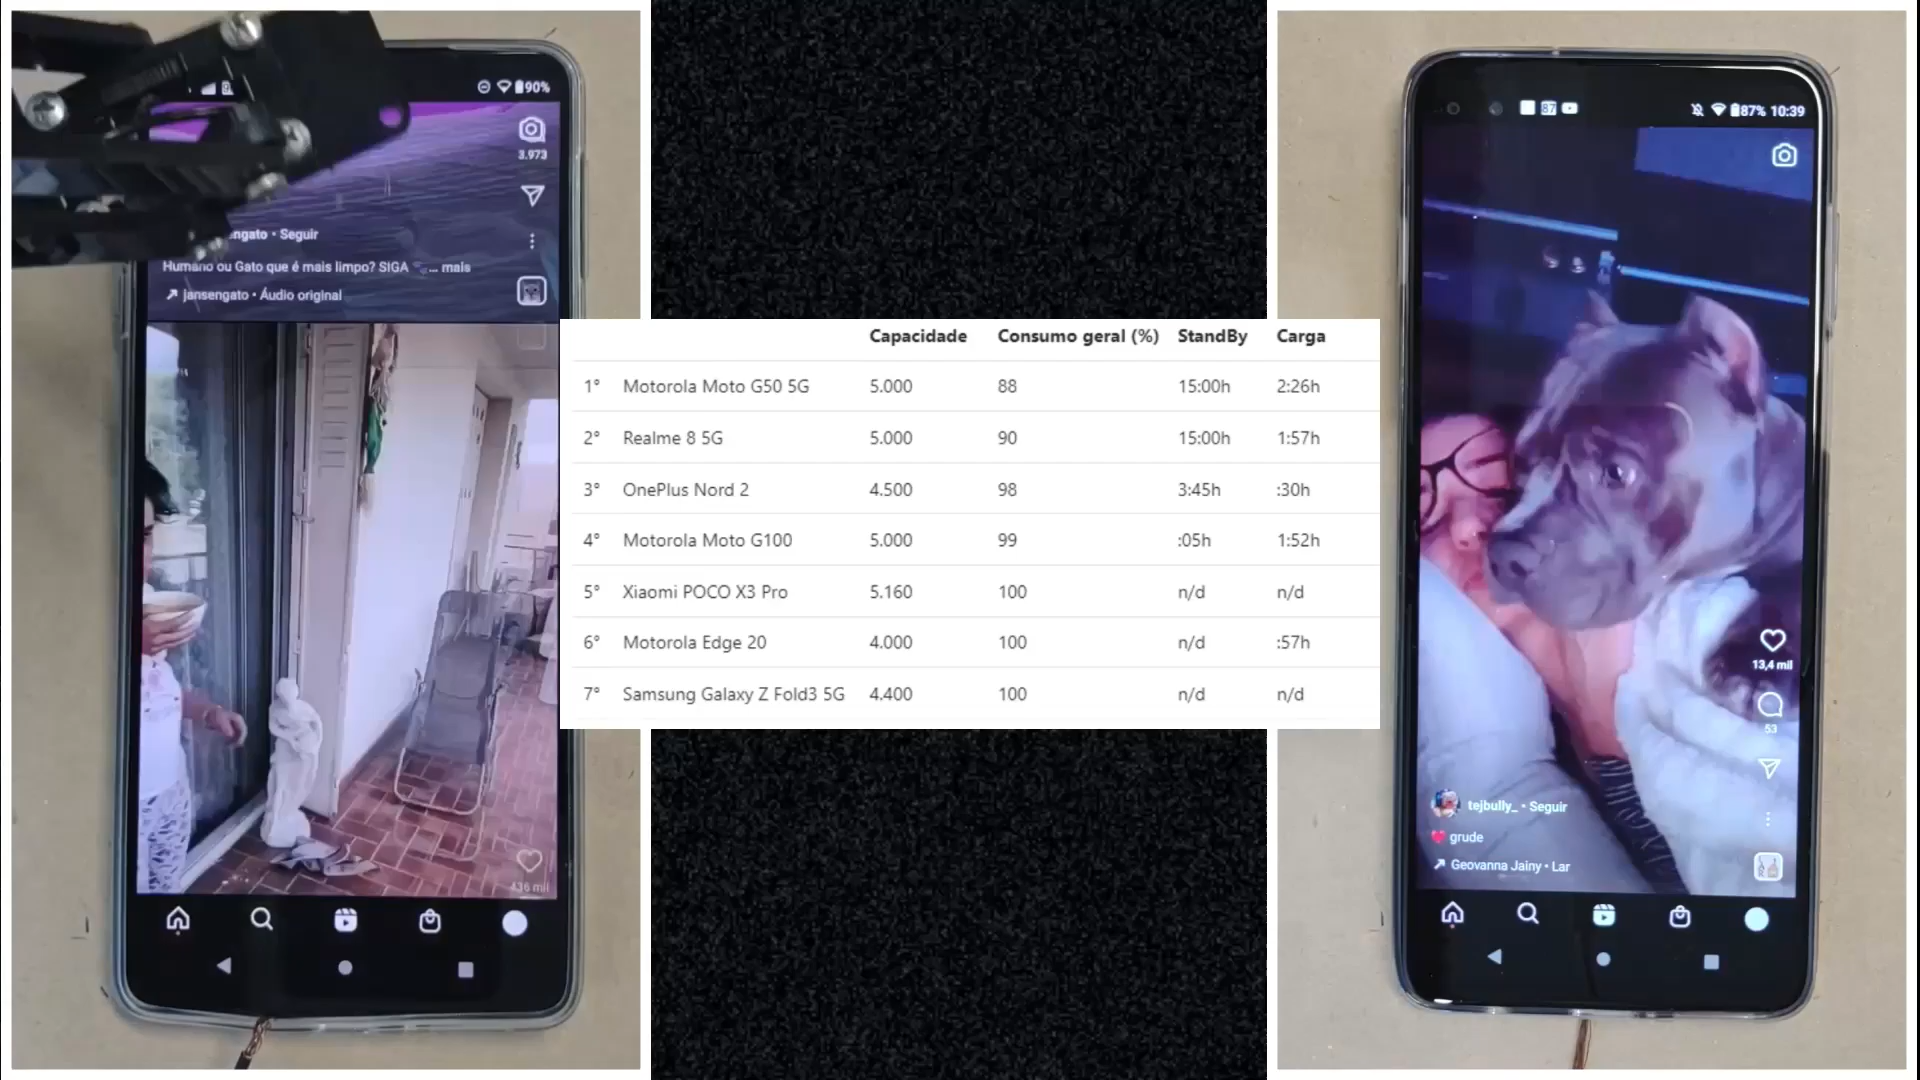 90%
3.973
ngato • Seguir
Humano ou Gato que é mais limpo? SIGA ... mais
jansengato • Áudio original
436 mil
Capacidade Consumo geral (%) StandBy Carga
1° Motorola Moto G50 5G 5.000 88 15:00h 2:26h
2° Realme 8 5G 5.000 90 15:00h 1:57h
3° OnePlus Nord 2 4.500 98 3:45h :30h
4° Motorola Moto G100 5.000 99 :05h 1:52h
5° Xiaomi POCO X3 Pro 5.160 100 n/d n/d
6° Motorola Edge 20 4.000 100 n/d :57h
7° Samsung Galaxy Z Fold3 5G 4.400 100 n/d n/d
87 87% 10:39
13,4 mil
53
tejbully_ • Seguir
grude
Geovanna Jainy • Lar